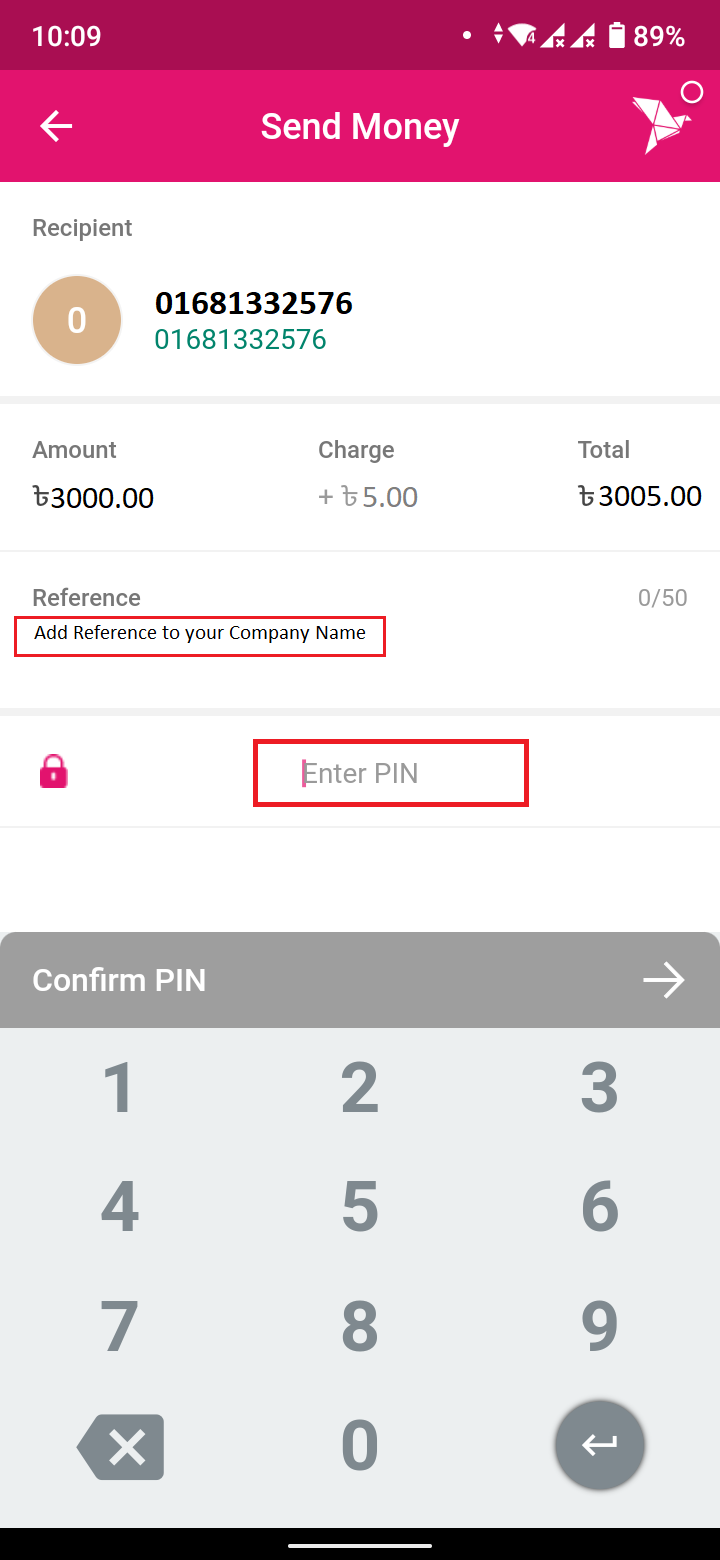 10:09
4
89%
Send Money
Recipient
0
01681332576
01681332576
Amount Charge Total
৳3000.00 + ৳5.00 ৳3005.00
Reference 0/50
Add Reference to your Company Name
Enter PIN
Confirm PIN
1 2 3
4 5 6
7 8 9
0